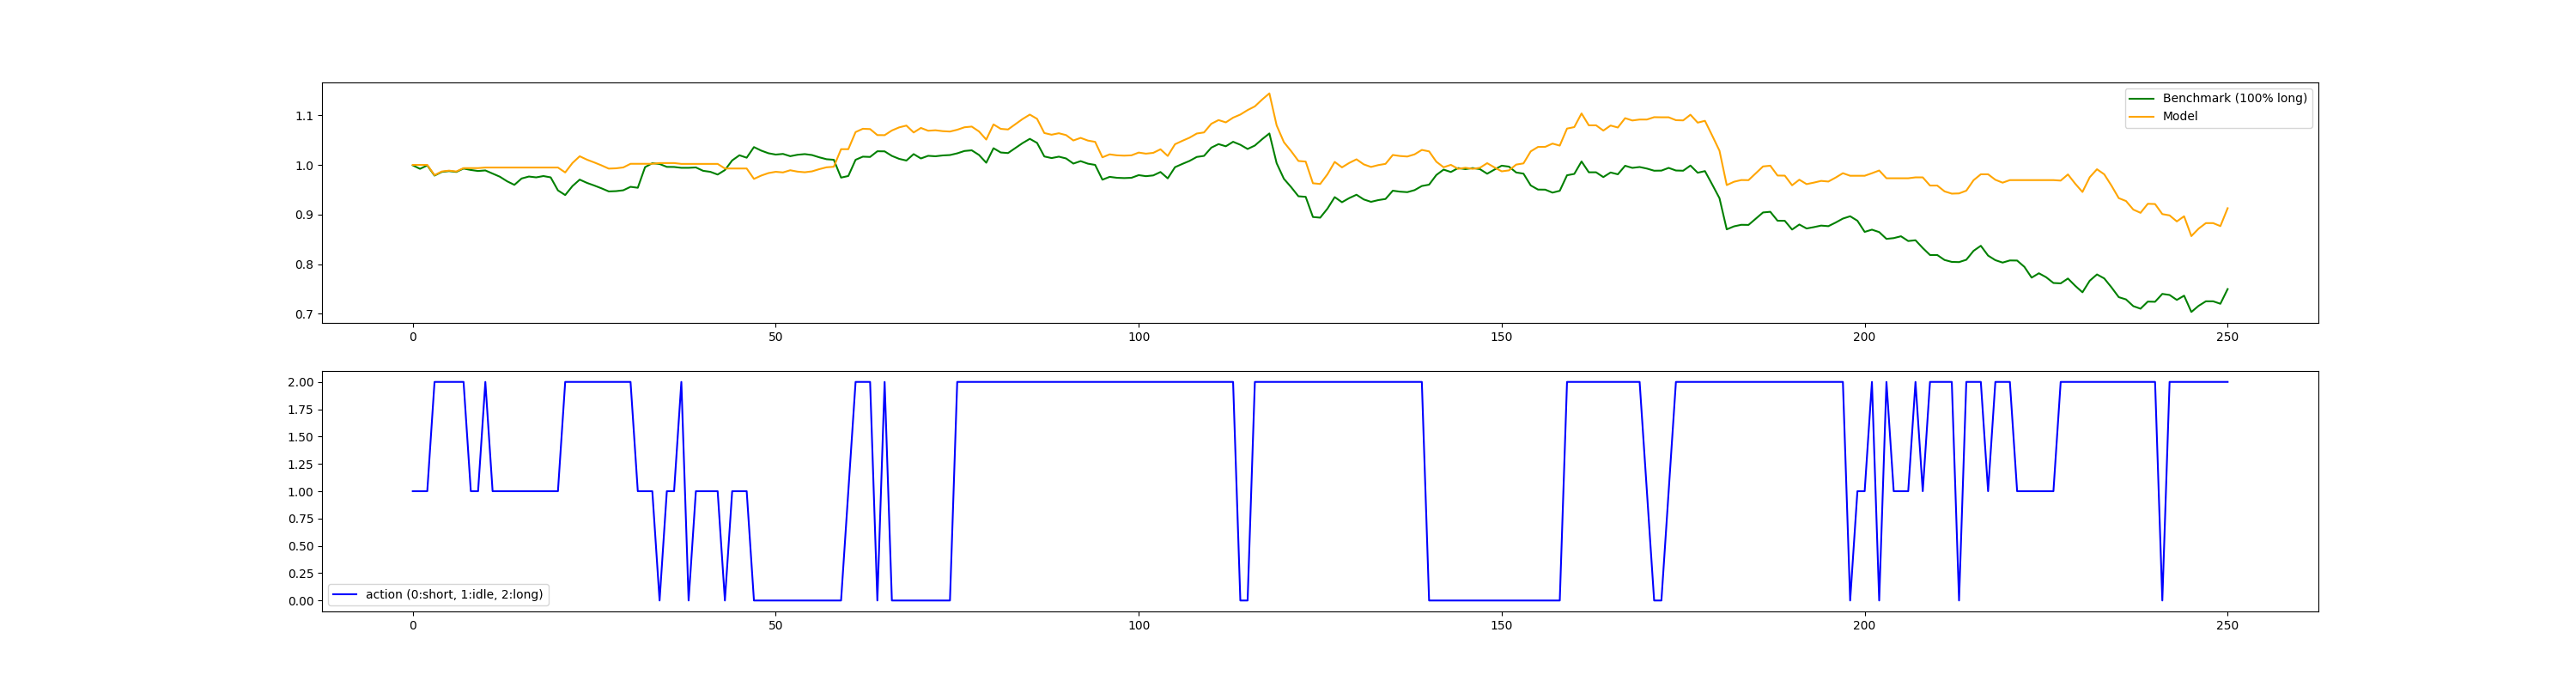 Benchmark (100% long)
Model
1.1
1.0
0.9
0.8
0.7
0 50 100 150 200 250
2.00
1.75
1.50
1.25
1.00
0.75
0.50
0.25
0.00
action (0:short, 1:idle, 2:long)
0 50 100 150 200 250